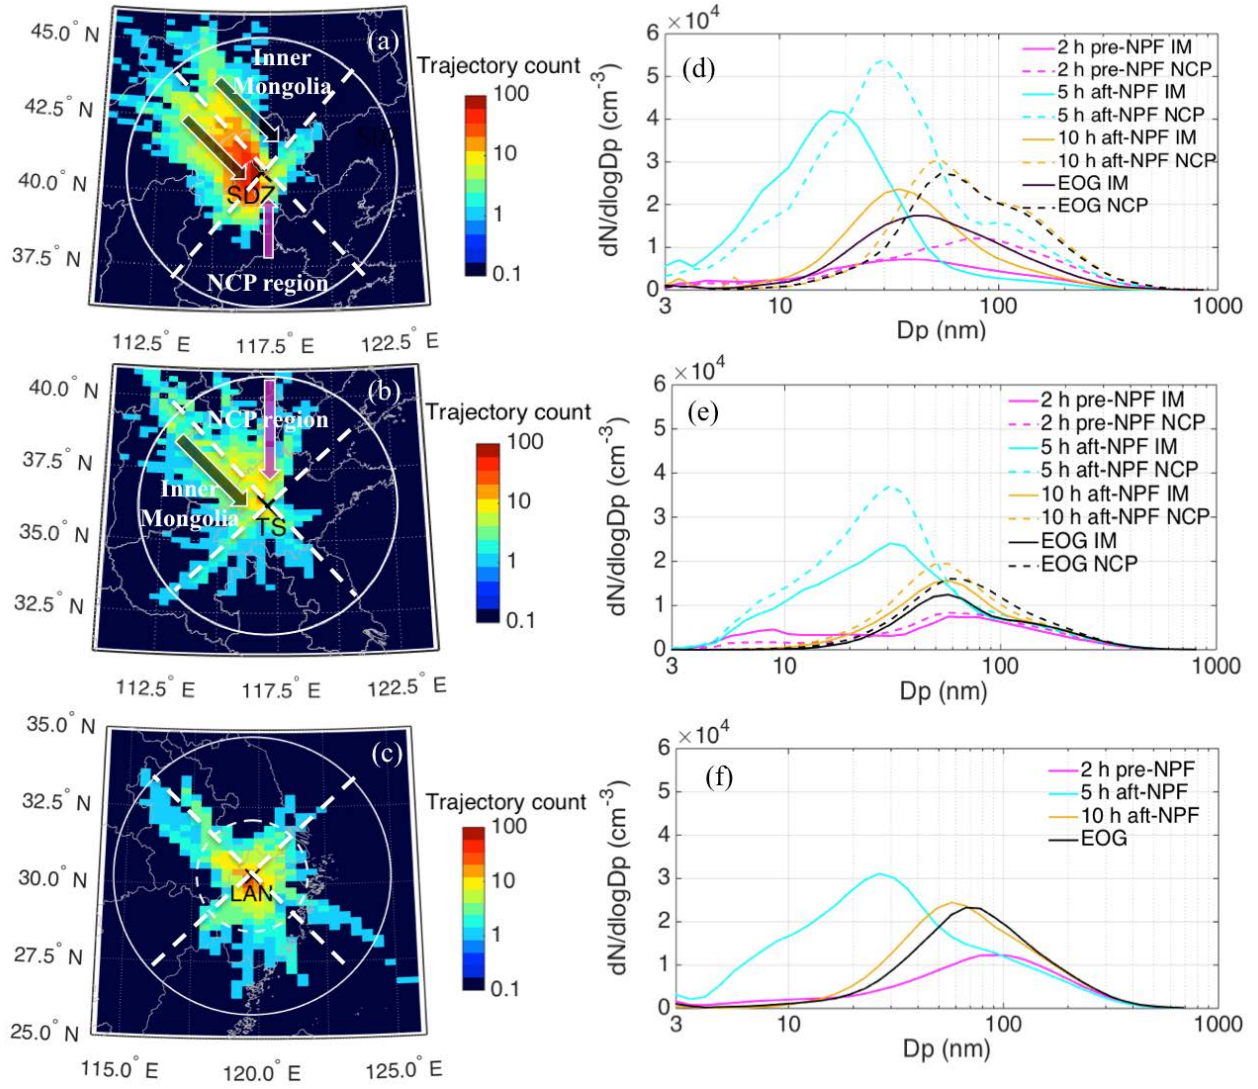 45.0° N
42.5° N
40.0° N
37.5° N
(a)
Inner
Mongolia
SDZ
NCP region
112.5° E
117.5° E
122.5° E
Trajectory count
100
10
1
0.1
×10⁴
6
5
4
3
2
1
0
dN/dlogDp (cm⁻³)
(d)
2 h pre-NPF IM
2 h pre-NPF NCP
5 h aft-NPF IM
5 h aft-NPF NCP
10 h aft-NPF IM
10 h aft-NPF NCP
EOG IM
EOG NCP
3
10
100
1000
Dp (nm)
40.0° N
37.5° N
35.0° N
32.5° N
(b)
NCP region
Inner
Mongolia
TS
112.5° E
117.5° E
122.5° E
Trajectory count
100
10
1
0.1
×10⁴
6
5
4
3
2
1
0
dN/dlogDp (cm⁻³)
(e)
2 h pre-NPF IM
2 h pre-NPF NCP
5 h aft-NPF IM
5 h aft-NPF NCP
10 h aft-NPF IM
10 h aft-NPF NCP
EOG IM
EOG NCP
3
10
100
1000
Dp (nm)
35.0° N
32.5° N
30.0° N
27.5° N
25.0° N
(c)
LAN
115.0° E
120.0° E
125.0° E
Trajectory count
100
10
1
0.1
×10⁴
6
5
4
3
2
1
0
dN/dlogDp (cm⁻³)
(f)
2 h pre-NPF
5 h aft-NPF
10 h aft-NPF
EOG
3
10
100
1000
Dp (nm)